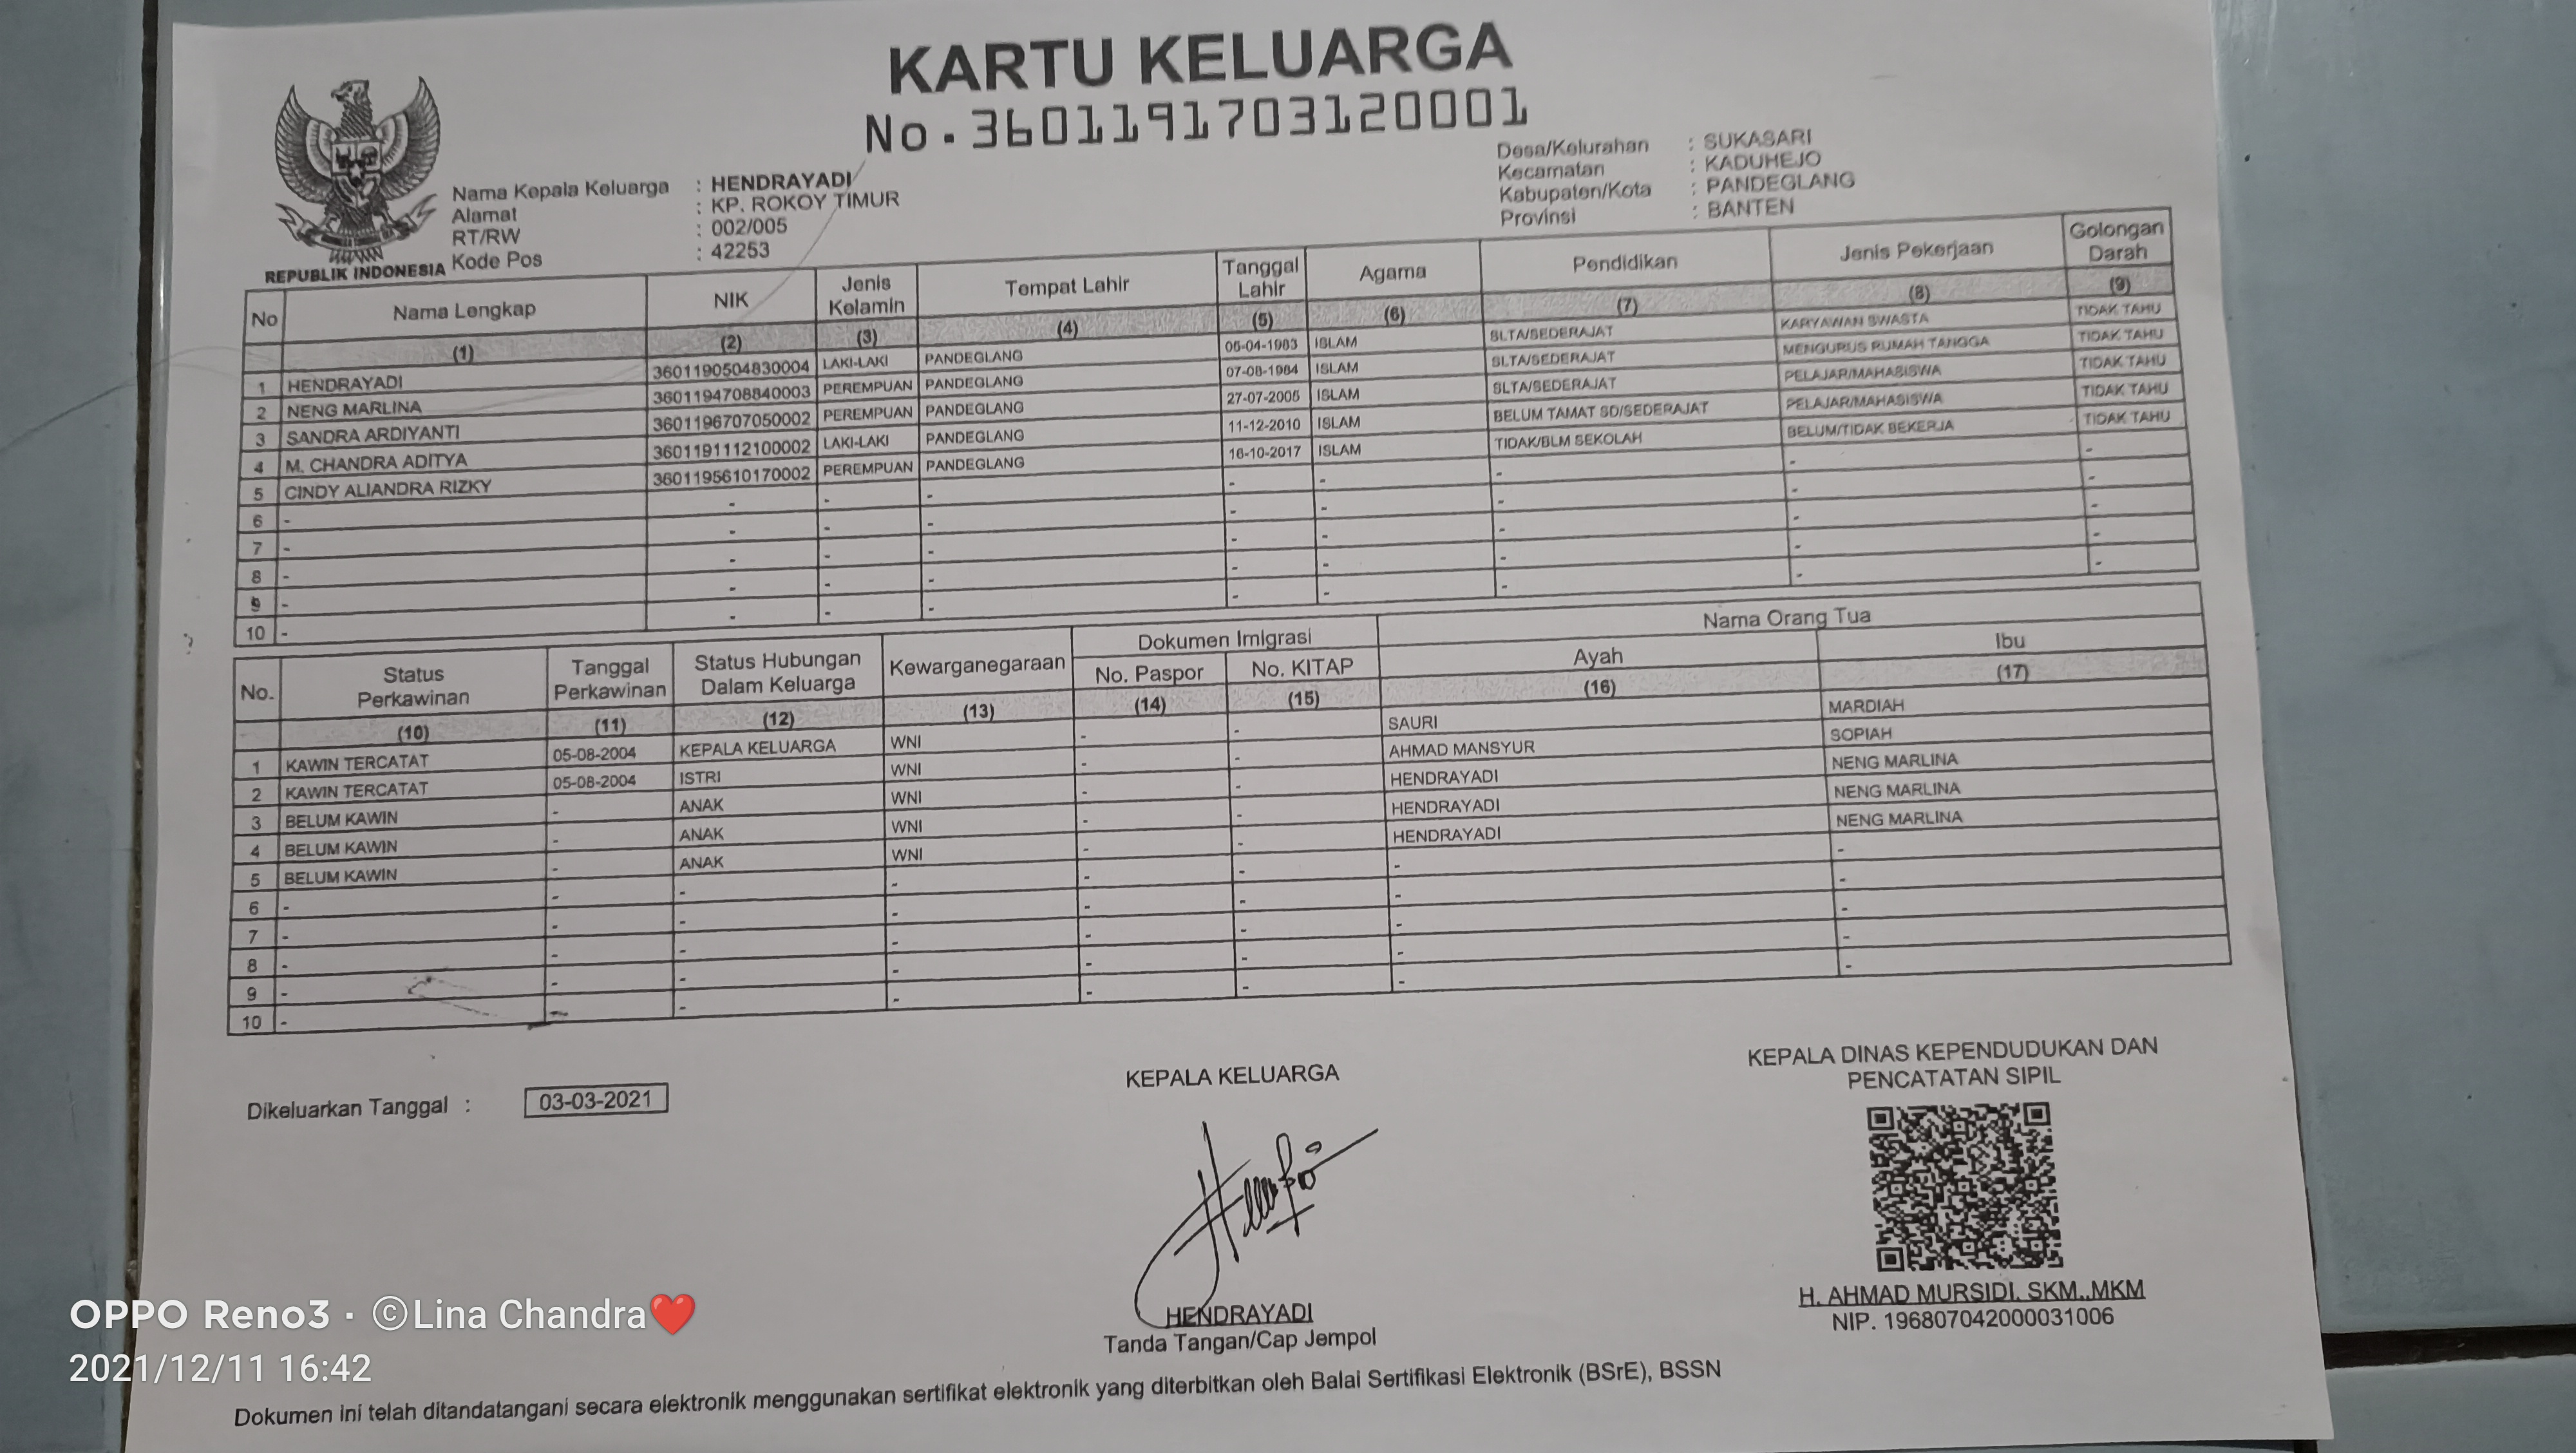 KARTU KELUARGA
No.3601191703120001
Nama Kepala Keluarga : HENDRAYADI
Alamat : KP. ROKOY TIMUR
RT/RW : 002/005
Kode Pos : 42253
Desa/Kelurahan : SUKASARI
Kecamatan : KADUHEJO
Kabupaten/Kota : PANDEGLANG
Provinsi : BANTEN
REPUBLIK INDONESIA
No Nama Lengkap NIK Jenis Kelamin Tempat Lahir Tanggal Lahir Agama Pendidikan Jenis Pekerjaan Golongan Darah
(1) (2) (3) (4) (5) (6) (7) (8) (9)
1 HENDRAYADI 3601190504830004 LAKI-LAKI PANDEGLANG 05-04-1983 ISLAM SLTA/SEDERAJAT KARYAWAN SWASTA TIDAK TAHU
2 NENG MARLINA 3601194708840003 PEREMPUAN PANDEGLANG 07-08-1984 ISLAM SLTA/SEDERAJAT MENGURUS RUMAH TANGGA TIDAK TAHU
3 SANDRA ARDIYANTI 3601196707050002 PEREMPUAN PANDEGLANG 27-07-2005 ISLAM SLTA/SEDERAJAT PELAJAR/MAHASISWA TIDAK TAHU
4 M. CHANDRA ADITYA 3601191112100002 LAKI-LAKI PANDEGLANG 11-12-2010 ISLAM BELUM TAMAT SD/SEDERAJAT PELAJAR/MAHASISWA TIDAK TAHU
5 CINDY ALIANDRA RIZKY 3601195610170002 PEREMPUAN PANDEGLANG 16-10-2017 ISLAM TIDAK/BLM SEKOLAH BELUM/TIDAK BEKERJA TIDAK TAHU
6 - - - - - - - - -
7 - - - - - - - - -
8 - - - - - - - - -
9 - - - - - - - - -
10 - - - - - - - - -
No. Status Perkawinan Tanggal Perkawinan Status Hubungan Dalam Keluarga Kewarganegaraan Dokumen Imigrasi Nama Orang Tua
No. Paspor No. KITAP Ayah Ibu
(10) (11) (12) (13) (14) (15) (16) (17)
1 KAWIN TERCATAT 05-08-2004 KEPALA KELUARGA WNI - - SAURI MARDIAH
2 KAWIN TERCATAT 05-08-2004 ISTRI WNI - - AHMAD MANSYUR SOPIAH
3 BELUM KAWIN - ANAK WNI - - HENDRAYADI NENG MARLINA
4 BELUM KAWIN - ANAK WNI - - HENDRAYADI NENG MARLINA
5 BELUM KAWIN - ANAK WNI - - HENDRAYADI NENG MARLINA
6 - - - - - - - -
7 - - - - - - - -
8 - - - - - - - -
9 - - - - - - - -
10 - - - - - - - -
Dikeluarkan Tanggal : 03-03-2021
KEPALA KELUARGA
HENDRAYADI
Tanda Tangan/Cap Jempol
KEPALA DINAS KEPENDUDUKAN DAN
PENCATATAN SIPIL
H. AHMAD MURSIDI, SKM.,MKM
NIP. 196807042000031006
OPPO Reno3 · ©Lina Chandra❤️
2021/12/11 16:42
Dokumen ini telah ditandatangani secara elektronik menggunakan sertifikat elektronik yang diterbitkan oleh Balai Sertifikasi Elektronik (BSrE), BSSN